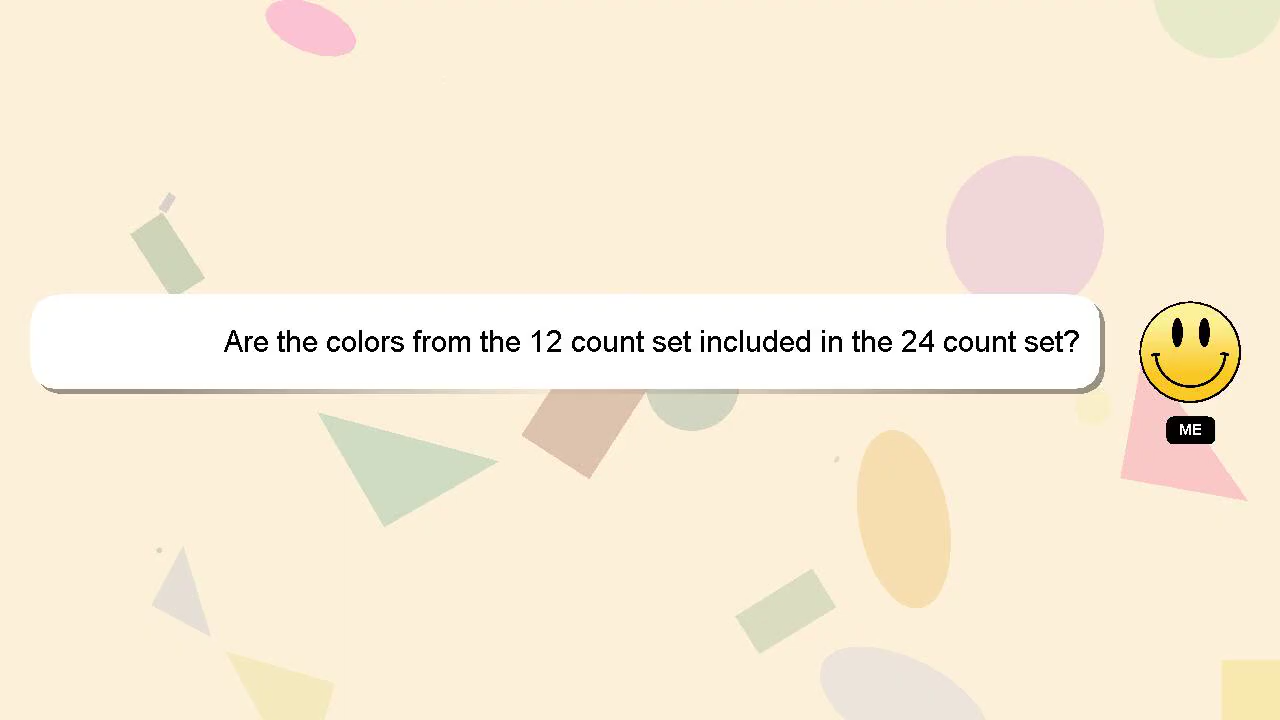 Are the colors from the 12 count set included in the 24 count set?
ME